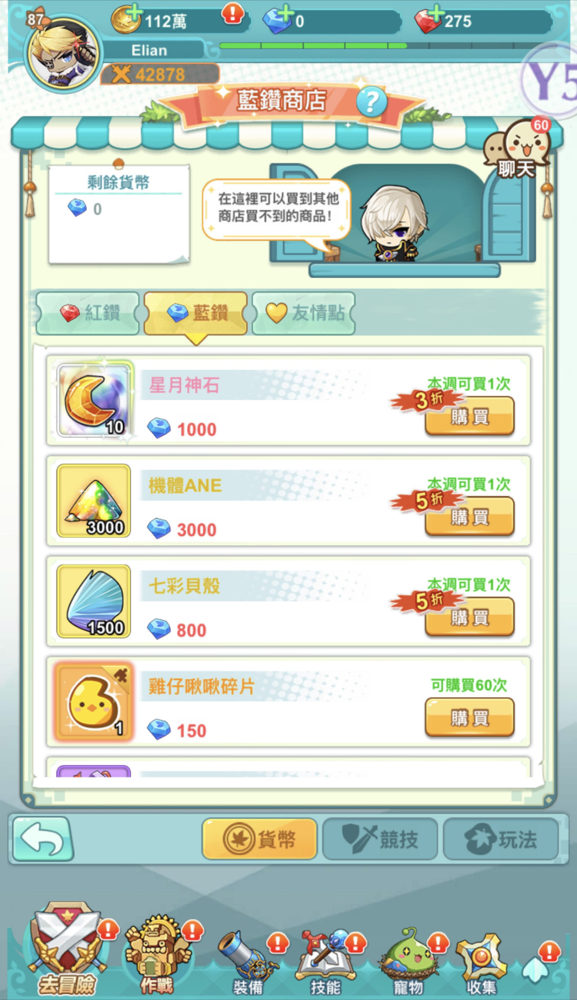 87
112萬
0
275
Elian
42878
Y5
藍鑽商店
?
60
聊天
剩餘貨幣
0
在這裡可以買到其他
商店買不到的商品!
紅鑽
藍鑽
友情點
星月神石
本週可買1次
10
1000
3折
購買
機體ANE
本週可買1次
3000
3000
5折
購買
七彩貝殼
本週可買1次
1500
800
5折
購買
雞仔啾啾碎片
可購買60次
1
150
購買
貨幣
競技
玩法
去冒險
作戰
裝備
技能
寵物
收集